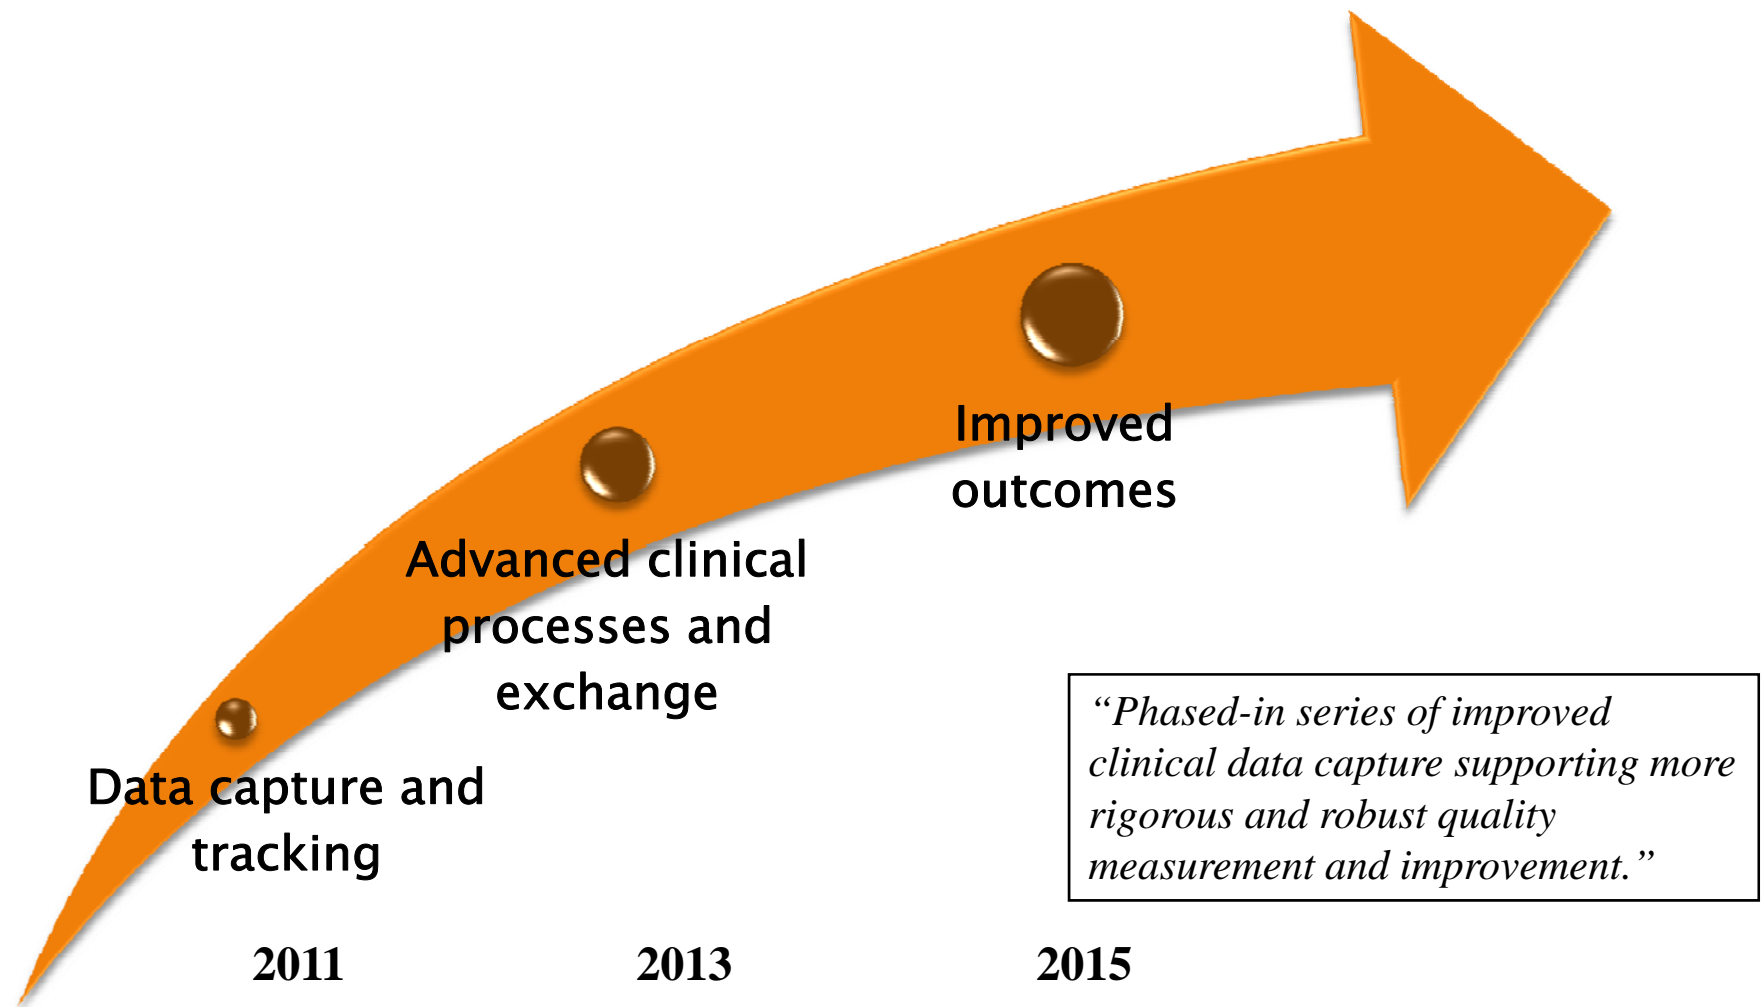 Improved
outcomes
Advanced clinical
processes and
exchange
Data capture and
tracking
“Phased-in series of improved
clinical data capture supporting more
rigorous and robust quality
measurement and improvement.”
2011
2013
2015